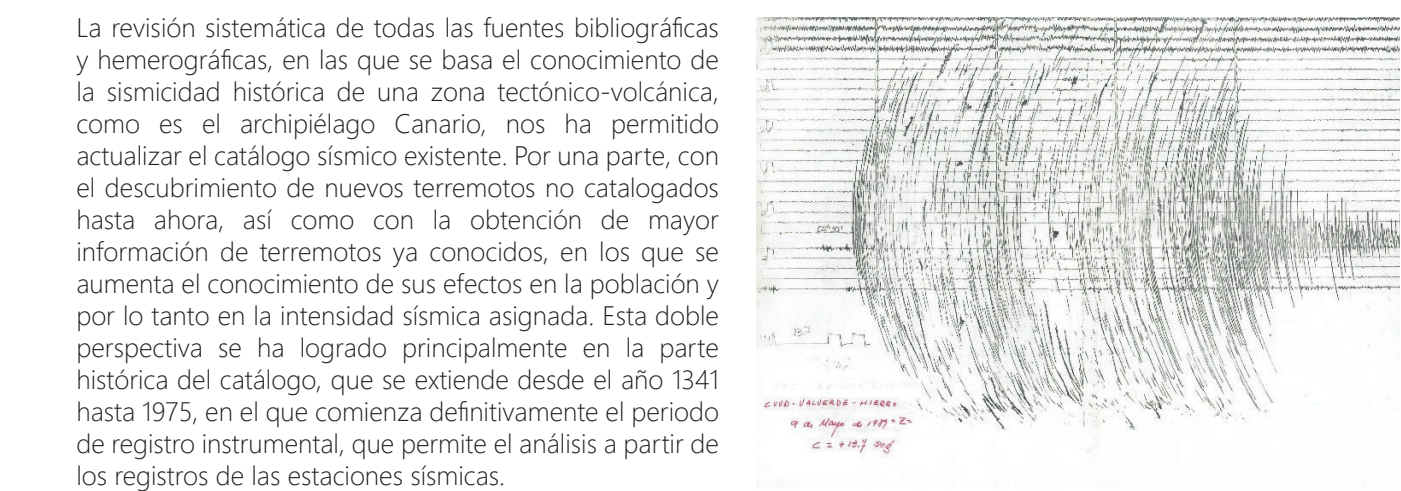 La revisión sistemática de todas las fuentes bibliográficas
y hemerográficas, en las que se basa el conocimiento de
la sismicidad histórica de una zona tectónico-volcánica,
como es el archipiélago Canario, nos ha permitido
actualizar el catálogo sísmico existente. Por una parte, con
el descubrimiento de nuevos terremotos no catalogados
hasta ahora, así como con la obtención de mayor
información de terremotos ya conocidos, en los que se
aumenta el conocimiento de sus efectos en la población y
por lo tanto en la intensidad sísmica asignada. Esta doble
perspectiva se ha logrado principalmente en la parte
histórica del catálogo, que se extiende desde el año 1341
hasta 1975, en el que comienza definitivamente el periodo
de registro instrumental, que permite el análisis a partir de
los registros de las estaciones sísmicas.
CVVD-VALVERDE-HIERRO
9 de Mayo de 1989 = Z=
C = +13.4 seg